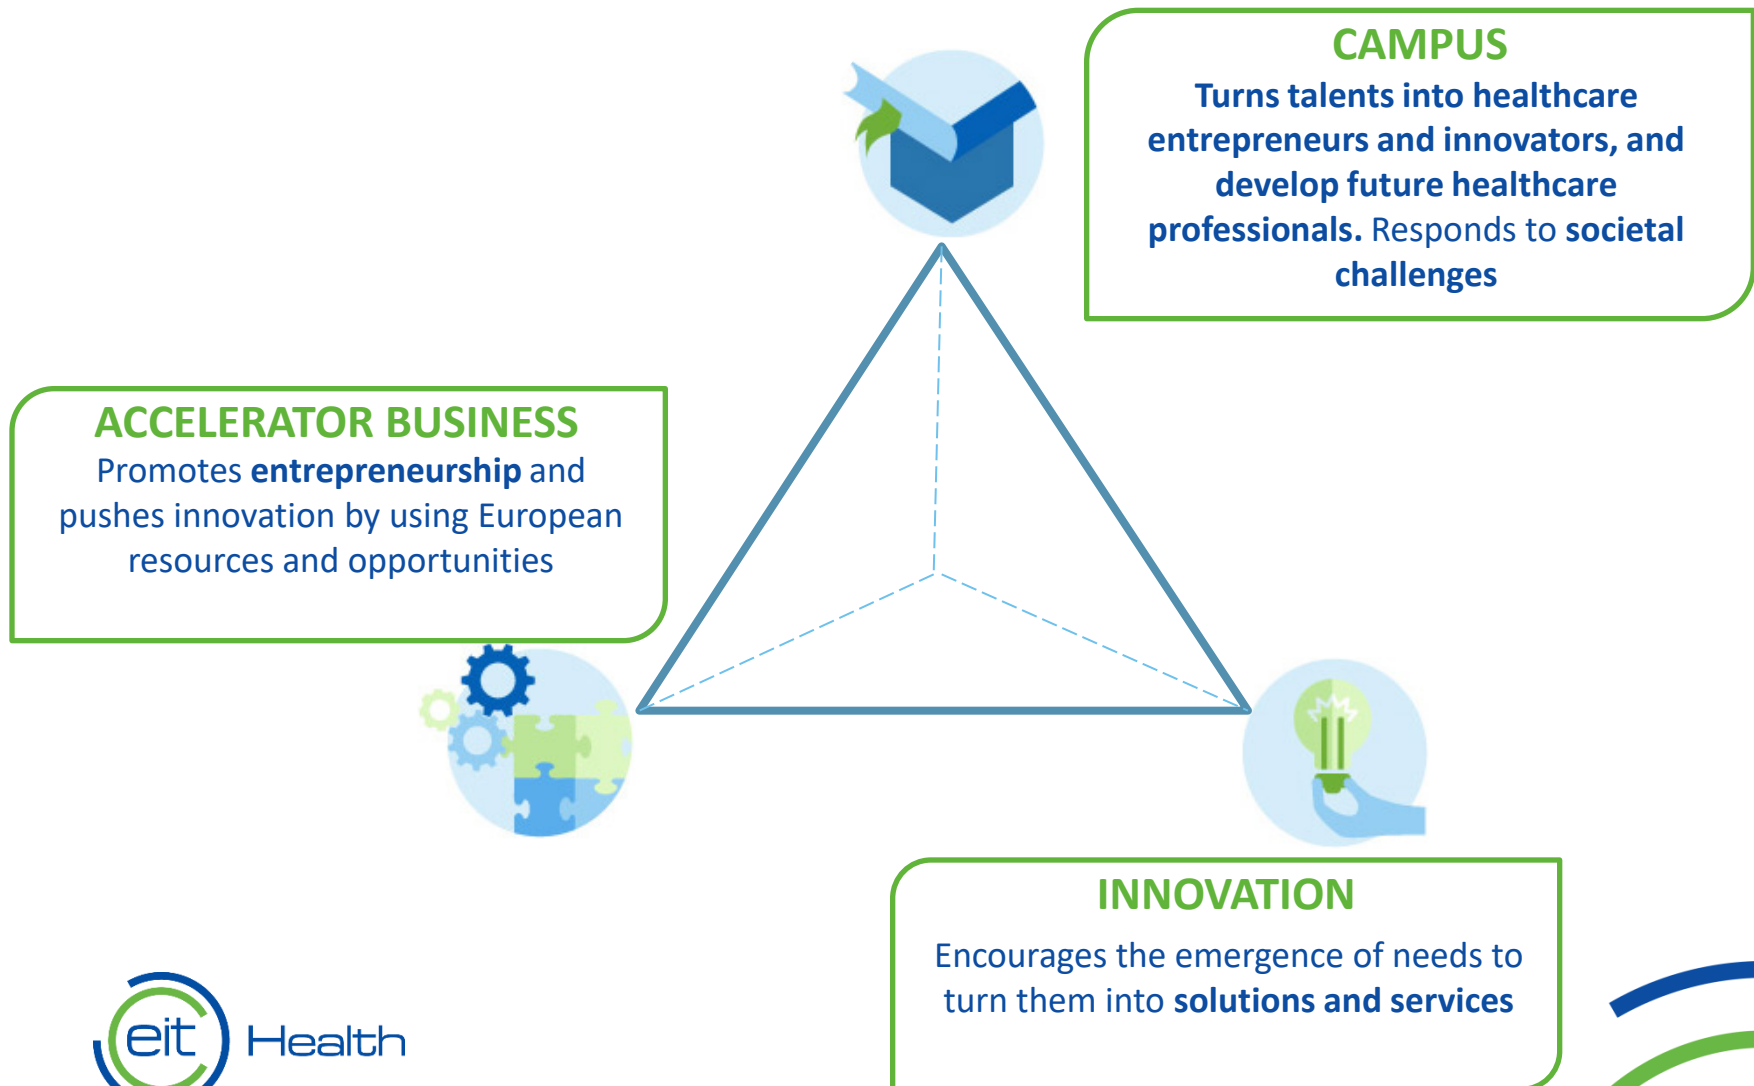 CAMPUS
Turns talents into healthcare
entrepreneurs and innovators, and
develop future healthcare
professionals. Responds to societal
challenges
ACCELERATOR BUSINESS
Promotes entrepreneurship and
pushes innovation by using European
resources and opportunities
INNOVATION
Encourages the emergence of needs to
turn them into solutions and services
eit Health